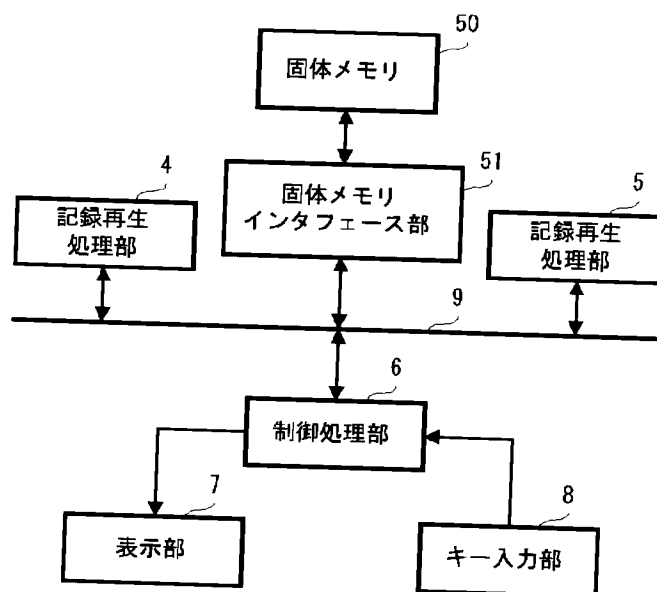 50
固体メモリ
51
固体メモリ
インタフェース部
4
記録再生
処理部
5
記録再生
処理部
9
6
制御処理部
7
表示部
8
キー入力部